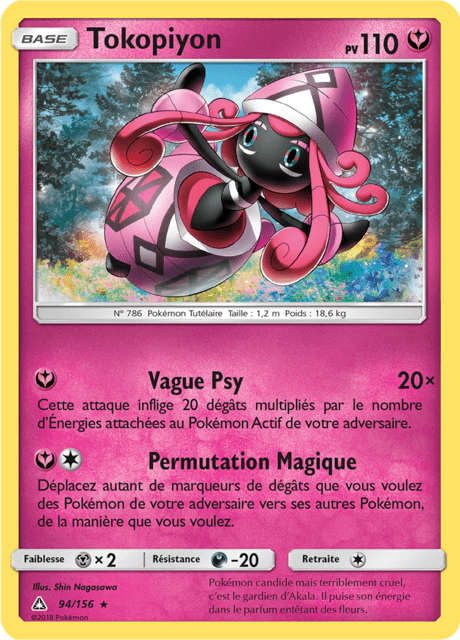 BASE Tokopiyon PV110
N° 786 Pokémon Tutélaire Taille : 1,2 m Poids : 18,6 kg
Vague Psy 20×
Cette attaque inflige 20 dégâts multipliés par le nombre
d'Énergies attachées au Pokémon Actif de votre adversaire.
Permutation Magique
Déplacez autant de marqueurs de dégâts que vous voulez
des Pokémon de votre adversaire vers ses autres Pokémon,
de la manière que vous voulez.
Faiblesse ×2 Résistance -20 Retraite
Illus. Shin Nagasawa
94/156 ★
©2018 Pokémon
Pokémon candide mais terriblement cruel,
c'est le gardien d'Akala. Il puise son énergie
dans le parfum entêtant des fleurs.